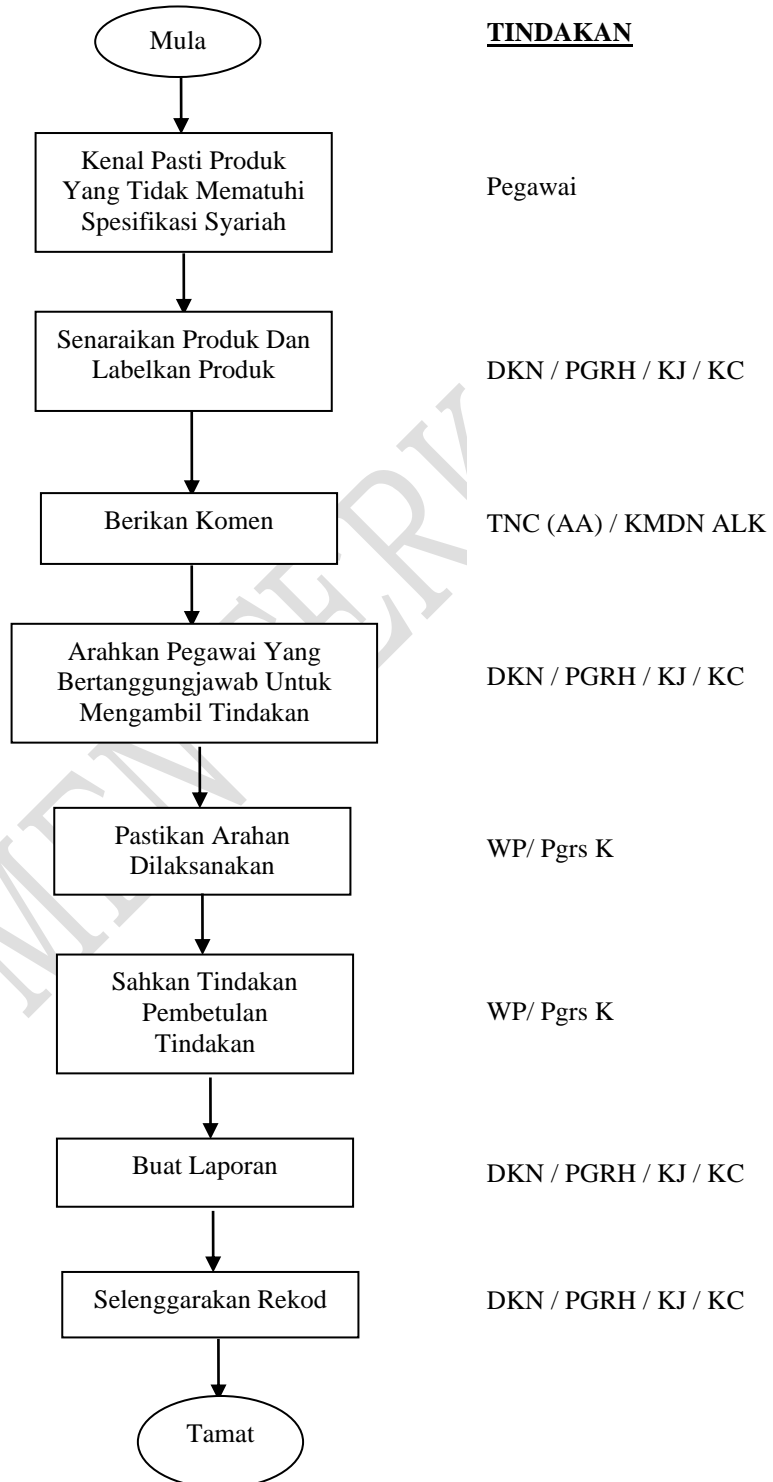 Mula
TINDAKAN
Kenal Pasti Produk
Yang Tidak Mematuhi
Spesifikasi Syariah
Pegawai
Senaraikan Produk Dan
Labelkan Produk
DKN / PGRH / KJ / KC
Berikan Komen
TNC (AA) / KMDN ALK
Arahkan Pegawai Yang
Bertanggungjawab Untuk
Mengambil Tindakan
DKN / PGRH / KJ / KC
Pastikan Arahan
Dilaksanakan
WP/ Pgrs K
Sahkan Tindakan
Pembetulan
Tindakan
WP/ Pgrs K
Buat Laporan
DKN / PGRH / KJ / KC
Selenggarakan Rekod
DKN / PGRH / KJ / KC
Tamat